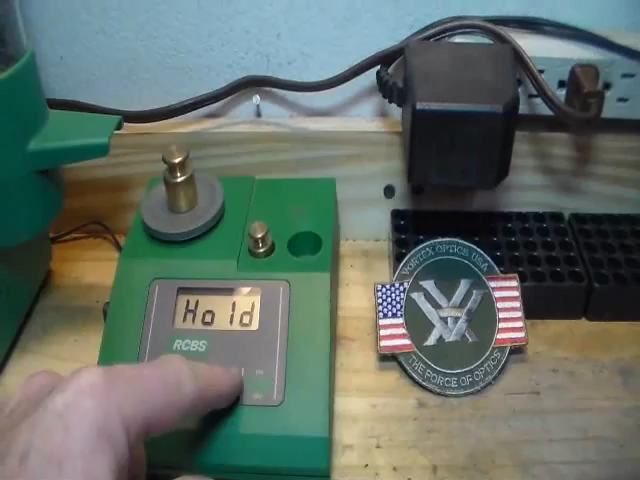 Hold
RCBS
VORTEX OPTICS USA
THE FORCE OF OPTICS